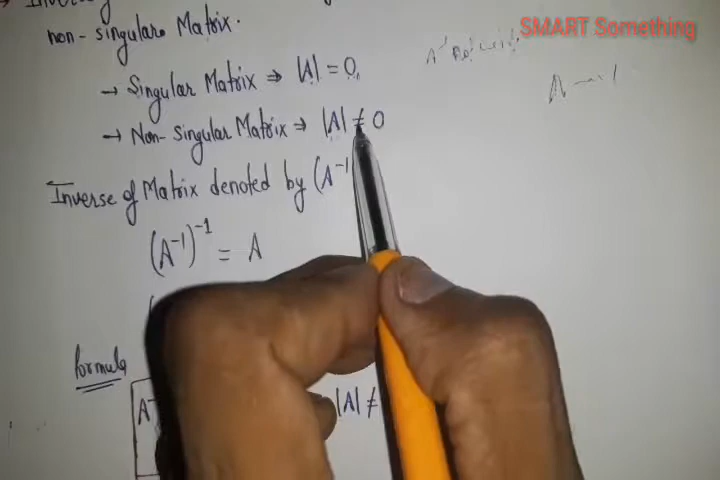 SMART Something
non-singular Matrix.
→ Singular Matrix ⇒ |A| = 0.
→ Non-Singular Matrix ⇒ |A| ≠ 0
Inverse of Matrix denoted by (A⁻¹
(A⁻¹)⁻¹ = A
formula
A⁻ |A| ≠